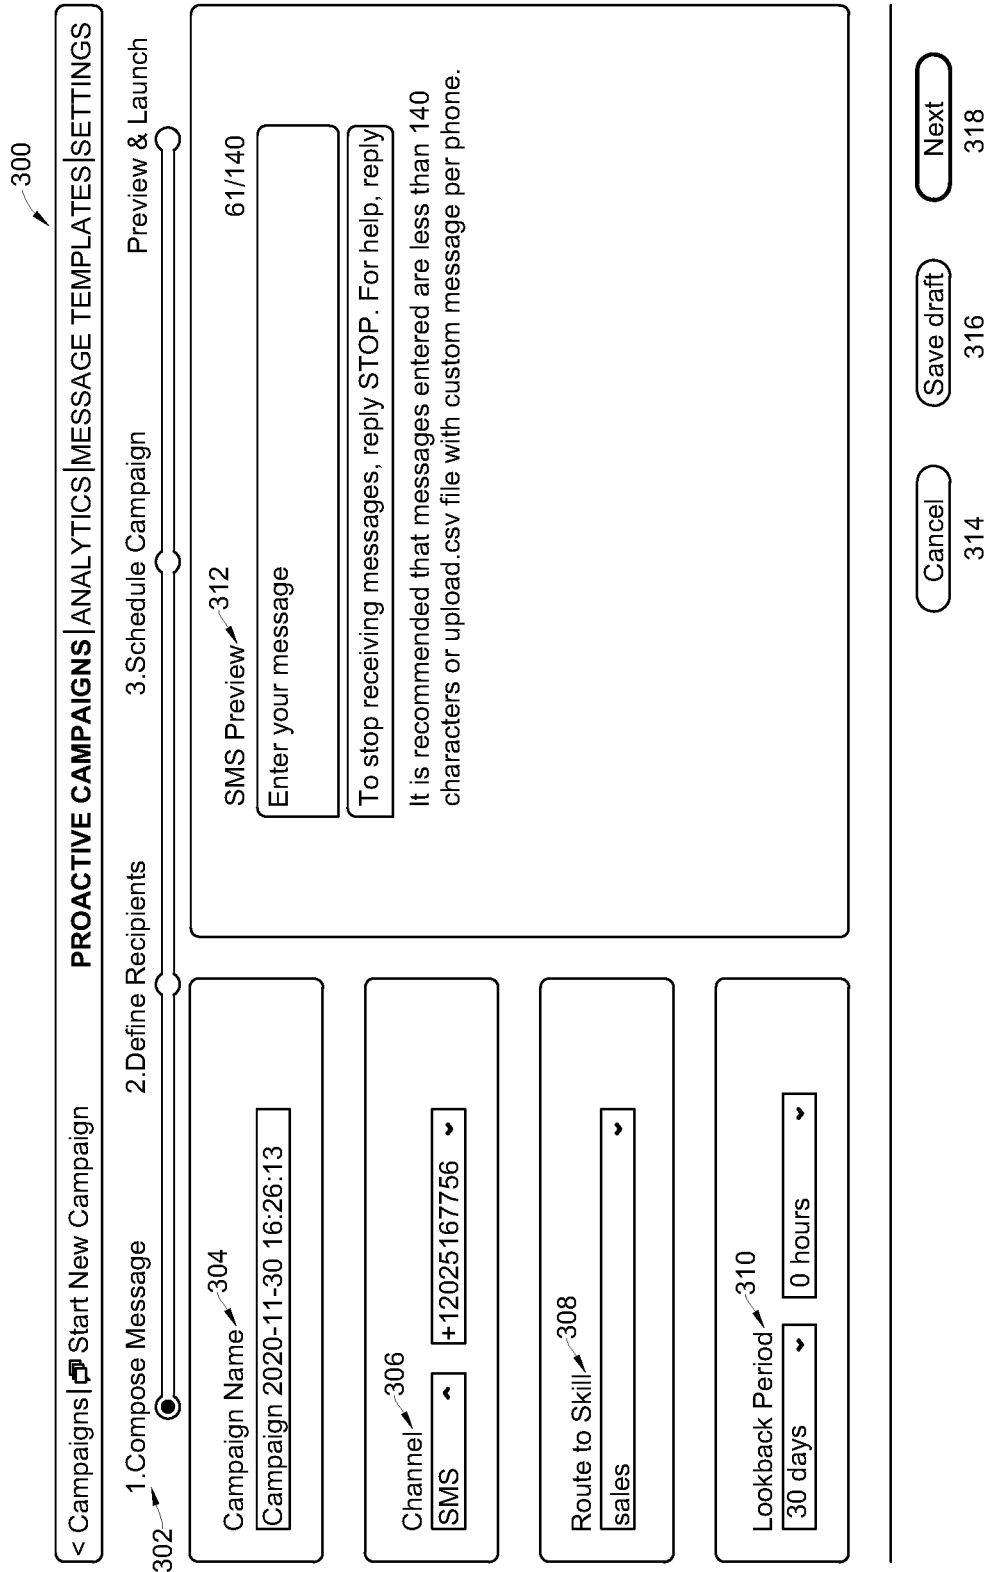 300
< Campaigns| Start New Campaign PROACTIVE CAMPAIGNS|ANALYTICS|MESSAGE TEMPLATES|SETTINGS
302 1.Compose Message 2.Define Recipients 3.Schedule Campaign Preview & Launch
Campaign Name 304
Campaign 2020-11-30 16:26:13
Channel 306
SMS +12025167756
Route to Skill 308
sales
Lookback Period 310
30 days 0 hours
SMS Preview 312 61/140
Enter your message
To stop receiving messages, reply STOP. For help, reply
It is recommended that messages entered are less than 140
characters or upload.csv file with custom message per phone.
Cancel Save draft Next
314 316 318